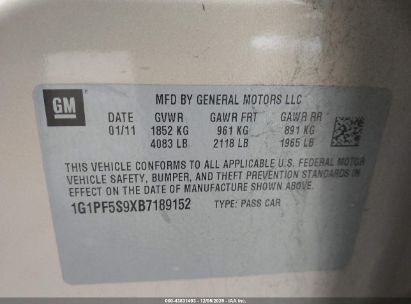 GM
MFD BY GENERAL MOTORS LLC
DATE GVWR GAWR FRT GAWR RR
01/11 1852 KG 961 KG 891 KG
4083 LB 2118 LB 1965 LB
THIS VEHICLE CONFORMS TO ALL APPLICABLE U.S. FEDERAL MOTOR
VEHICLE SAFETY, BUMPER, AND THEFT PREVENTION STANDARDS IN
EFFECT ON THE DATE OF MANUFACTURE SHOWN ABOVE.
1G1PF5S9XB7189152 TYPE: PASS CAR